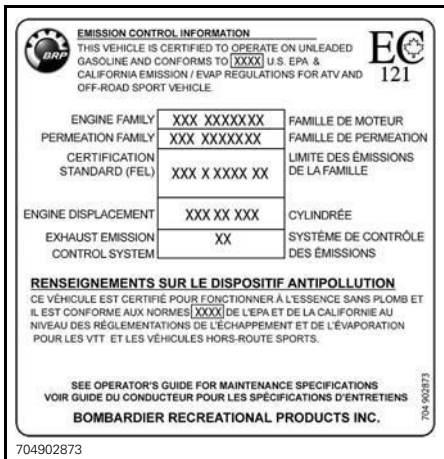 EMISSION CONTROL INFORMATION
THIS VEHICLE IS CERTIFIED TO OPERATE ON UNLEADED
GASOLINE AND CONFORMS TO XXXX U.S. EPA &
CALIFORNIA EMISSION / EVAP REGULATIONS FOR ATV AND
OFF-ROAD SPORT VEHICLE.
BRP
EC
121
ENGINE FAMILY XXX XXXXXXX FAMILLE DE MOTEUR
PERMEATION FAMILY XXX XXXXXXX FAMILLE DE PERMEATION
CERTIFICATION LIMITE DES ÉMISSIONS
STANDARD (FEL) XXX X XXXX XX DE LA FAMILLE
ENGINE DISPLACEMENT XXX XX XXX CYLINDRÉE
EXHAUST EMISSION XX SYSTÈME DE CONTRÔLE
CONTROL SYSTEM DES ÉMISSIONS
RENSEIGNEMENTS SUR LE DISPOSITIF ANTIPOLLUTION
CE VÉHICULE EST CERTIFIÉ POUR FONCTIONNER À L'ESSENCE SANS PLOMB ET
IL EST CONFORME AUX NORMES XXXX DE L'EPA ET DE LA CALIFORNIE AU
NIVEAU DES RÉGLEMENTATIONS DE L'ÉCHAPPEMENT ET DE L'ÉVAPORATION
POUR LES VTT ET LES VÉHICULES HORS-ROUTE SPORTS.
SEE OPERATOR'S GUIDE FOR MAINTENANCE SPECIFICATIONS
VOIR GUIDE DU CONDUCTEUR POUR LES SPÉCIFICATIONS D'ENTRETIENS
BOMBARDIER RECREATIONAL PRODUCTS INC.
704 902873
704902873